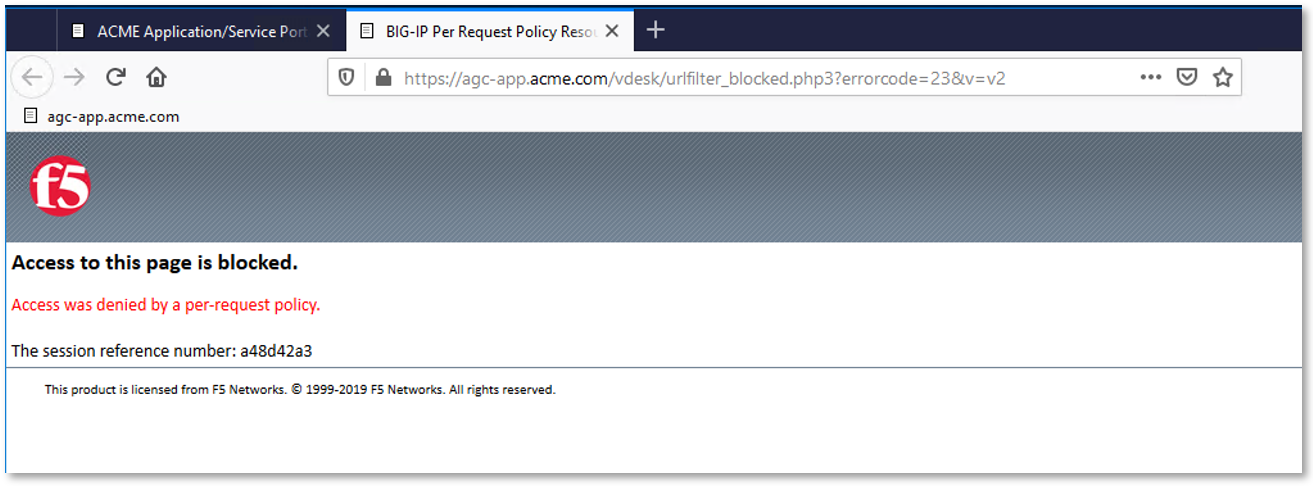 ACME Application/Service Port
BIG-IP Per Request Policy Resou
https://agc-app.acme.com/vdesk/urlfilter_blocked.php3?errorcode=23&v=v2
agc-app.acme.com
f5
Access to this page is blocked.
Access was denied by a per-request policy.
The session reference number: a48d42a3
This product is licensed from F5 Networks. © 1999-2019 F5 Networks. All rights reserved.